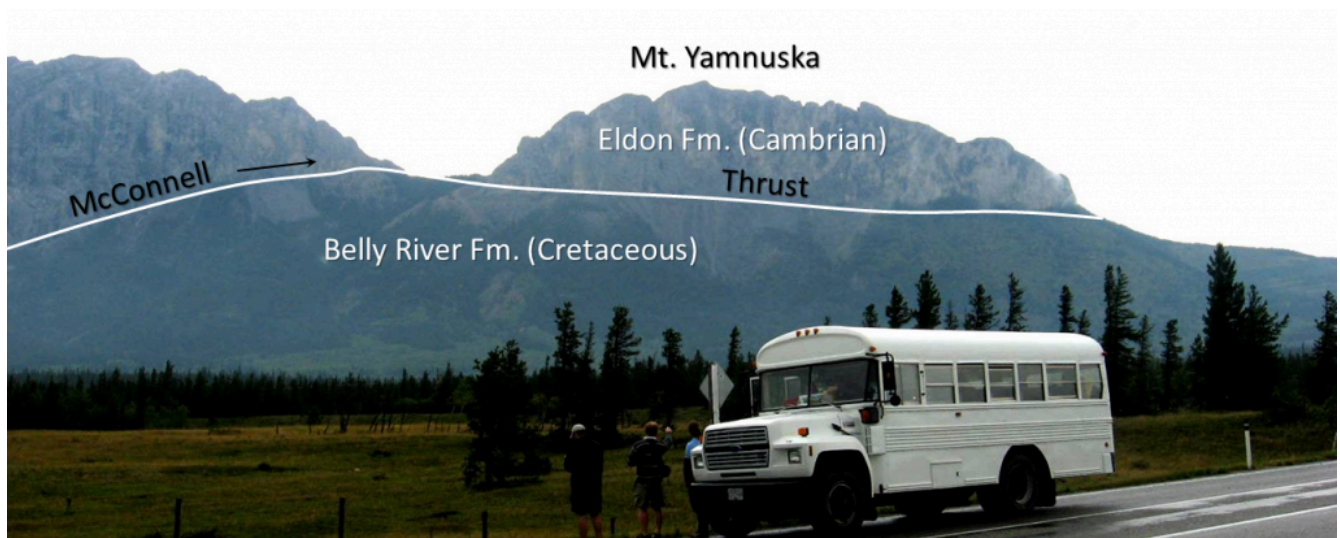 Mt. Yamnuska
Eldon Fm. (Cambrian)
McConnell
Thrust
Belly River Fm. (Cretaceous)